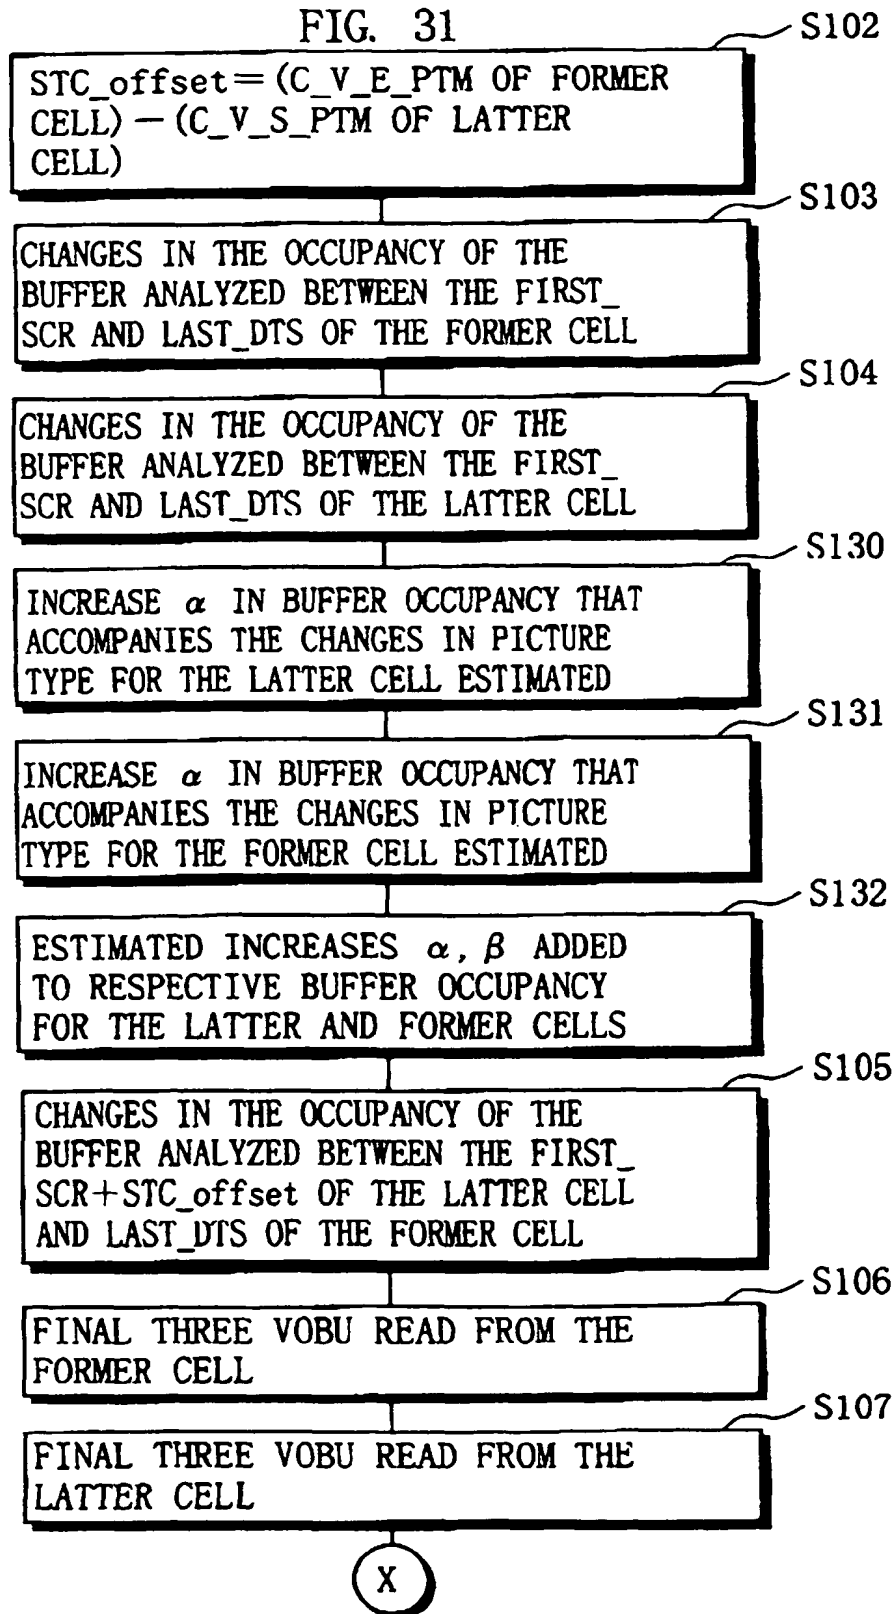 FIG. 31
S102
STC_offset=(C_V_E_PTM OF FORMER
CELL)-(C_V_S_PTM OF LATTER
CELL)
S103
CHANGES IN THE OCCUPANCY OF THE
BUFFER ANALYZED BETWEEN THE FIRST_
SCR AND LAST_DTS OF THE FORMER CELL
S104
CHANGES IN THE OCCUPANCY OF THE
BUFFER ANALYZED BETWEEN THE FIRST_
SCR AND LAST_DTS OF THE LATTER CELL
S130
INCREASE α IN BUFFER OCCUPANCY THAT
ACCOMPANIES THE CHANGES IN PICTURE
TYPE FOR THE LATTER CELL ESTIMATED
S131
INCREASE α IN BUFFER OCCUPANCY THAT
ACCOMPANIES THE CHANGES IN PICTURE
TYPE FOR THE FORMER CELL ESTIMATED
S132
ESTIMATED INCREASES α, β ADDED
TO RESPECTIVE BUFFER OCCUPANCY
FOR THE LATTER AND FORMER CELLS
S105
CHANGES IN THE OCCUPANCY OF THE
BUFFER ANALYZED BETWEEN THE FIRST_
SCR+STC_offset OF THE LATTER CELL
AND LAST_DTS OF THE FORMER CELL
S106
FINAL THREE VOBU READ FROM THE
FORMER CELL
S107
FINAL THREE VOBU READ FROM THE
LATTER CELL
X